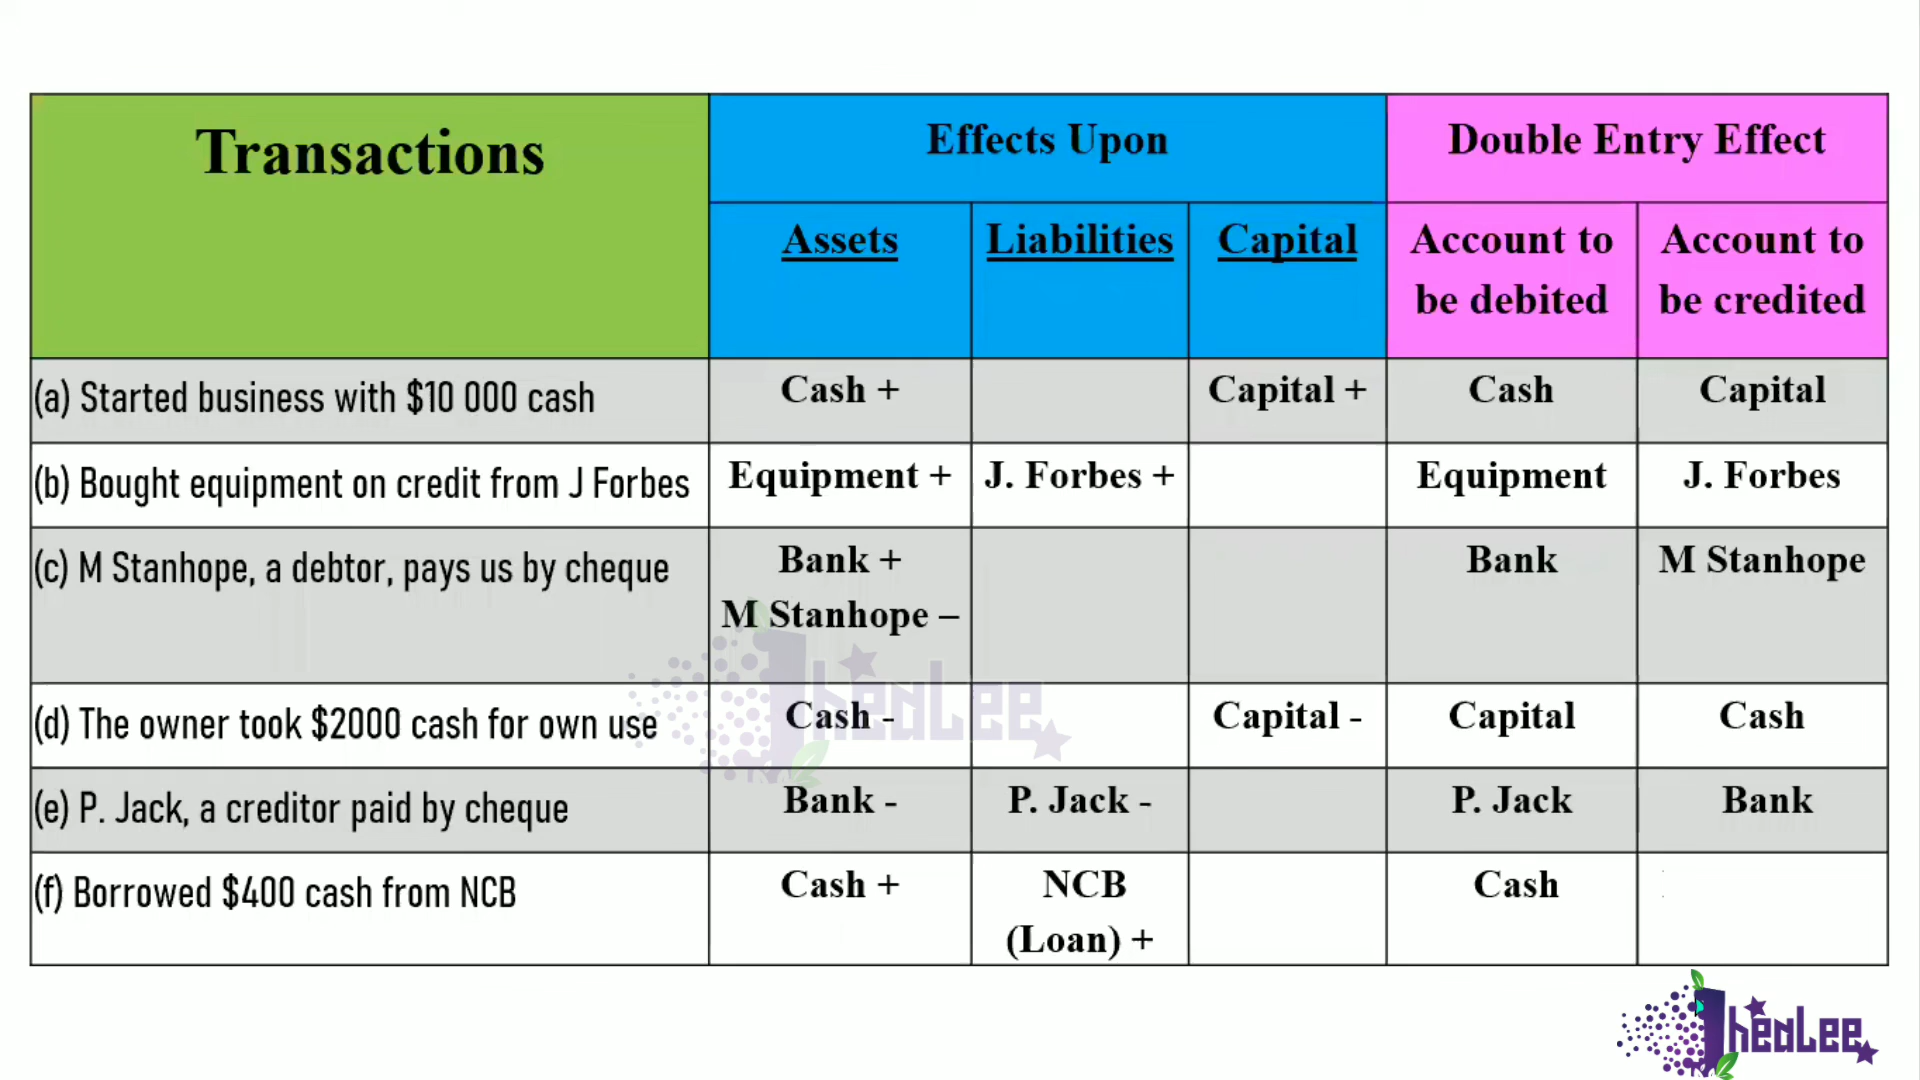 Transactions
Effects Upon
Double Entry Effect
Assets
Liabilities
Capital
Account to
be debited
Account to
be credited
(a) Started business with $10 000 cash
Cash +
Capital +
Cash
Capital
(b) Bought equipment on credit from J Forbes
Equipment +
J. Forbes +
Equipment
J. Forbes
(c) M Stanhope, a debtor, pays us by cheque
Bank +
M Stanhope –
Bank
M Stanhope
(d) The owner took $2000 cash for own use
Cash -
Capital -
Capital
Cash
(e) P. Jack, a creditor paid by cheque
Bank -
P. Jack -
P. Jack
Bank
(f) Borrowed $400 cash from NCB
Cash +
NCB
(Loan) +
Cash
1hedLee
1hedLee